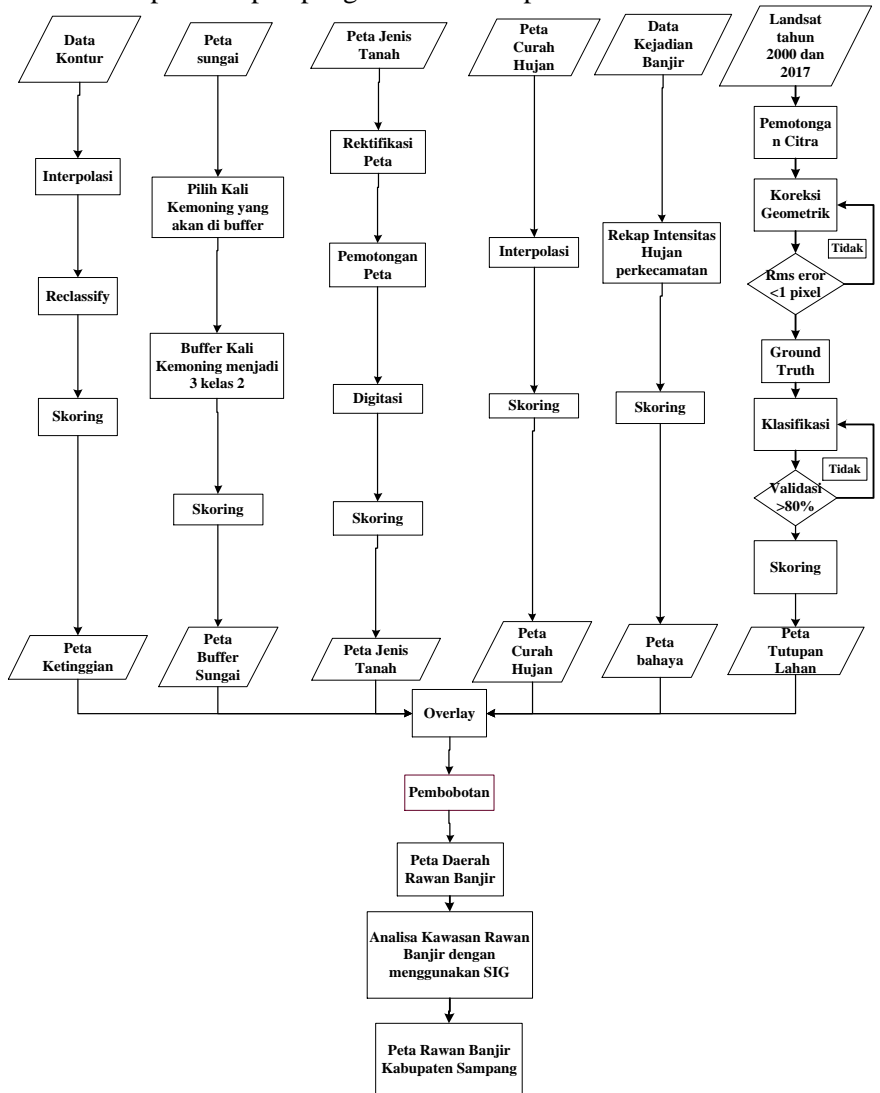 Data
Kontur
Interpolasi
Reclassify
Skoring
Peta
Ketinggian
Peta
sungai
Pilih Kali
Kemoning yang
akan di buffer
Buffer Kali
Kemoning menjadi
3 kelas 2
Skoring
Peta
Buffer
Sungai
Peta Jenis
Tanah
Rektifikasi
Peta
Pemotongan
Peta
Digitasi
Skoring
Peta Jenis
Tanah
Peta
Curah
Hujan
Interpolasi
Skoring
Peta
Curah
Hujan
Data
Kejadian
Banjir
Rekap Intensitas
Hujan
perkecamatan
Skoring
Peta
bahaya
Landsat
tahun
2000 dan
2017
Pemotonga
n Citra
Koreksi
Geometrik
Tidak
Rms eror
<1 pixel
Ground
Truth
Klasifikasi
Tidak
Validasi
>80%
Skoring
Peta
Tutupan
Lahan
Overlay
Pembobotan
Peta Daerah
Rawan Banjir
Analisa Kawasan Rawan
Banjir dengan
menggunakan SIG
Peta Rawan Banjir
Kabupaten Sampang